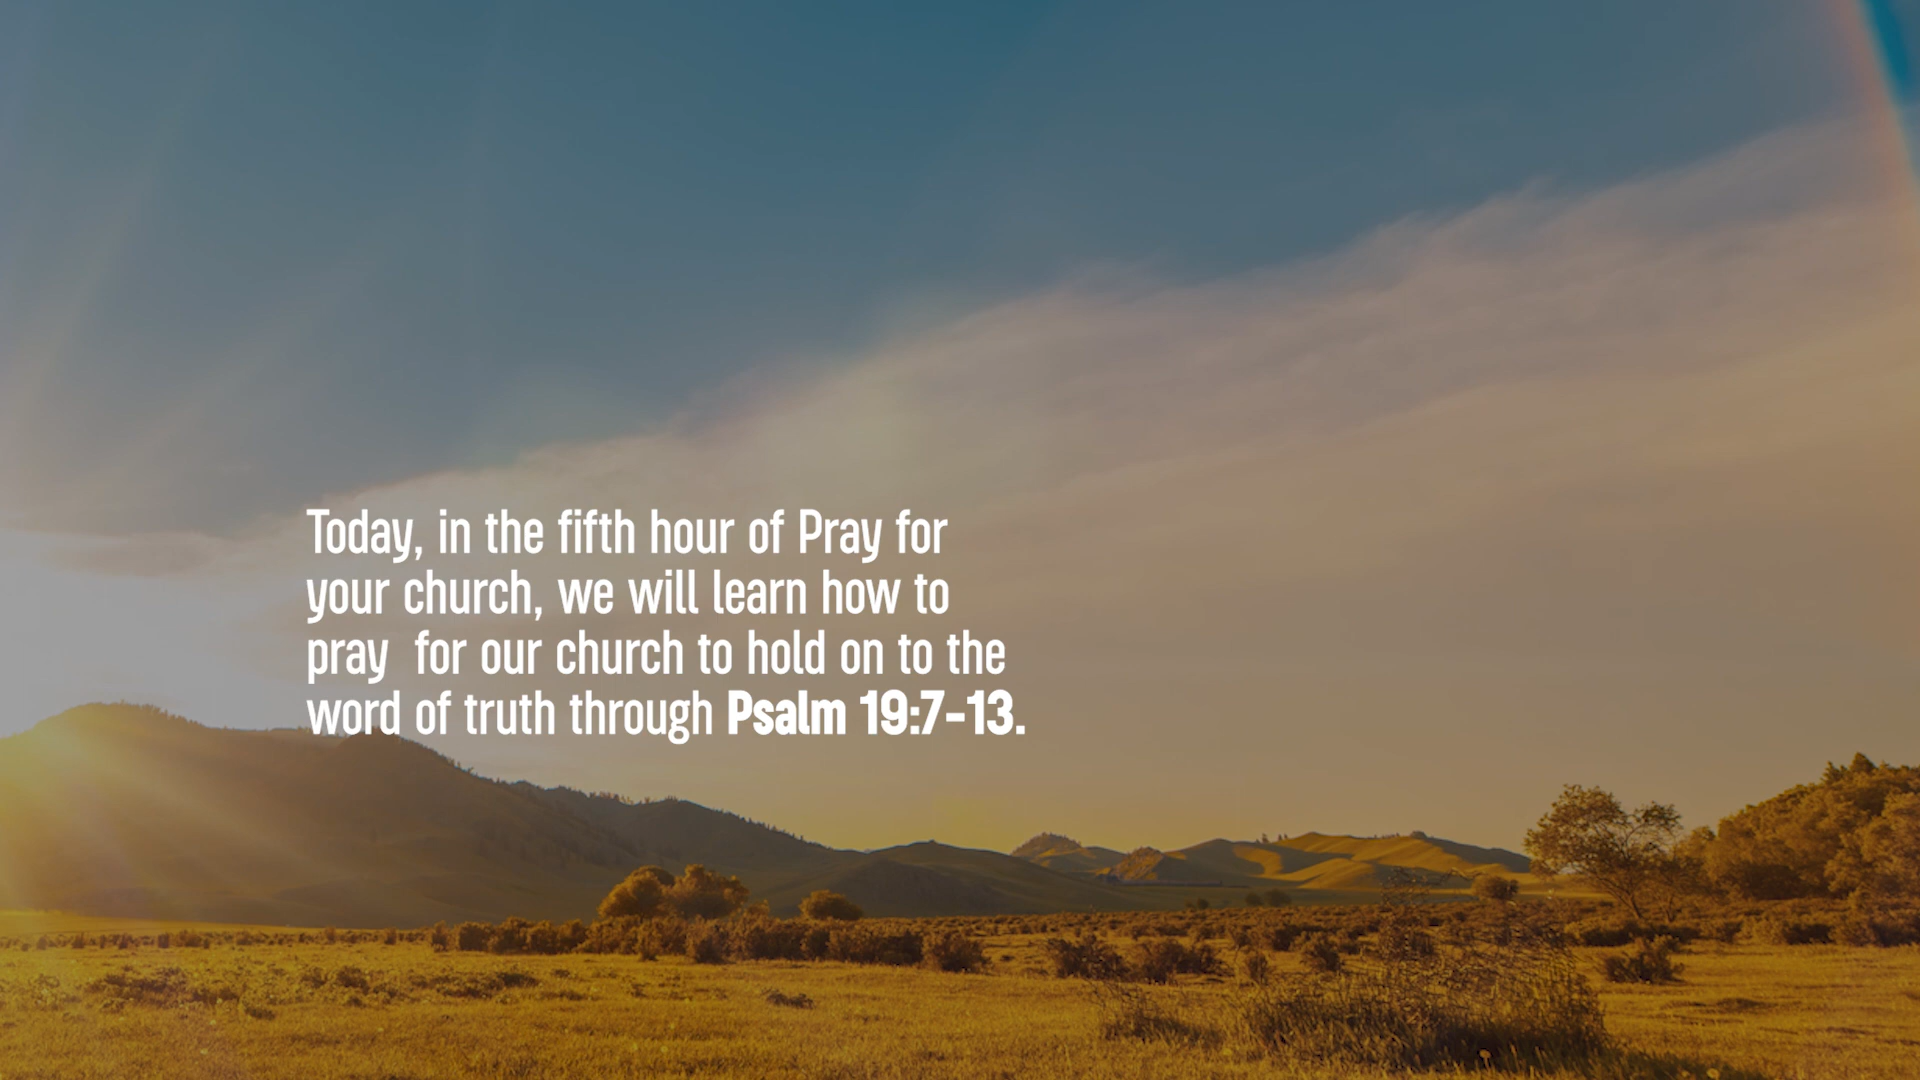 Today, in the fifth hour of Pray for
your church, we will learn how to
pray  for our church to hold on to the
word of truth through Psalm 19:7-13.